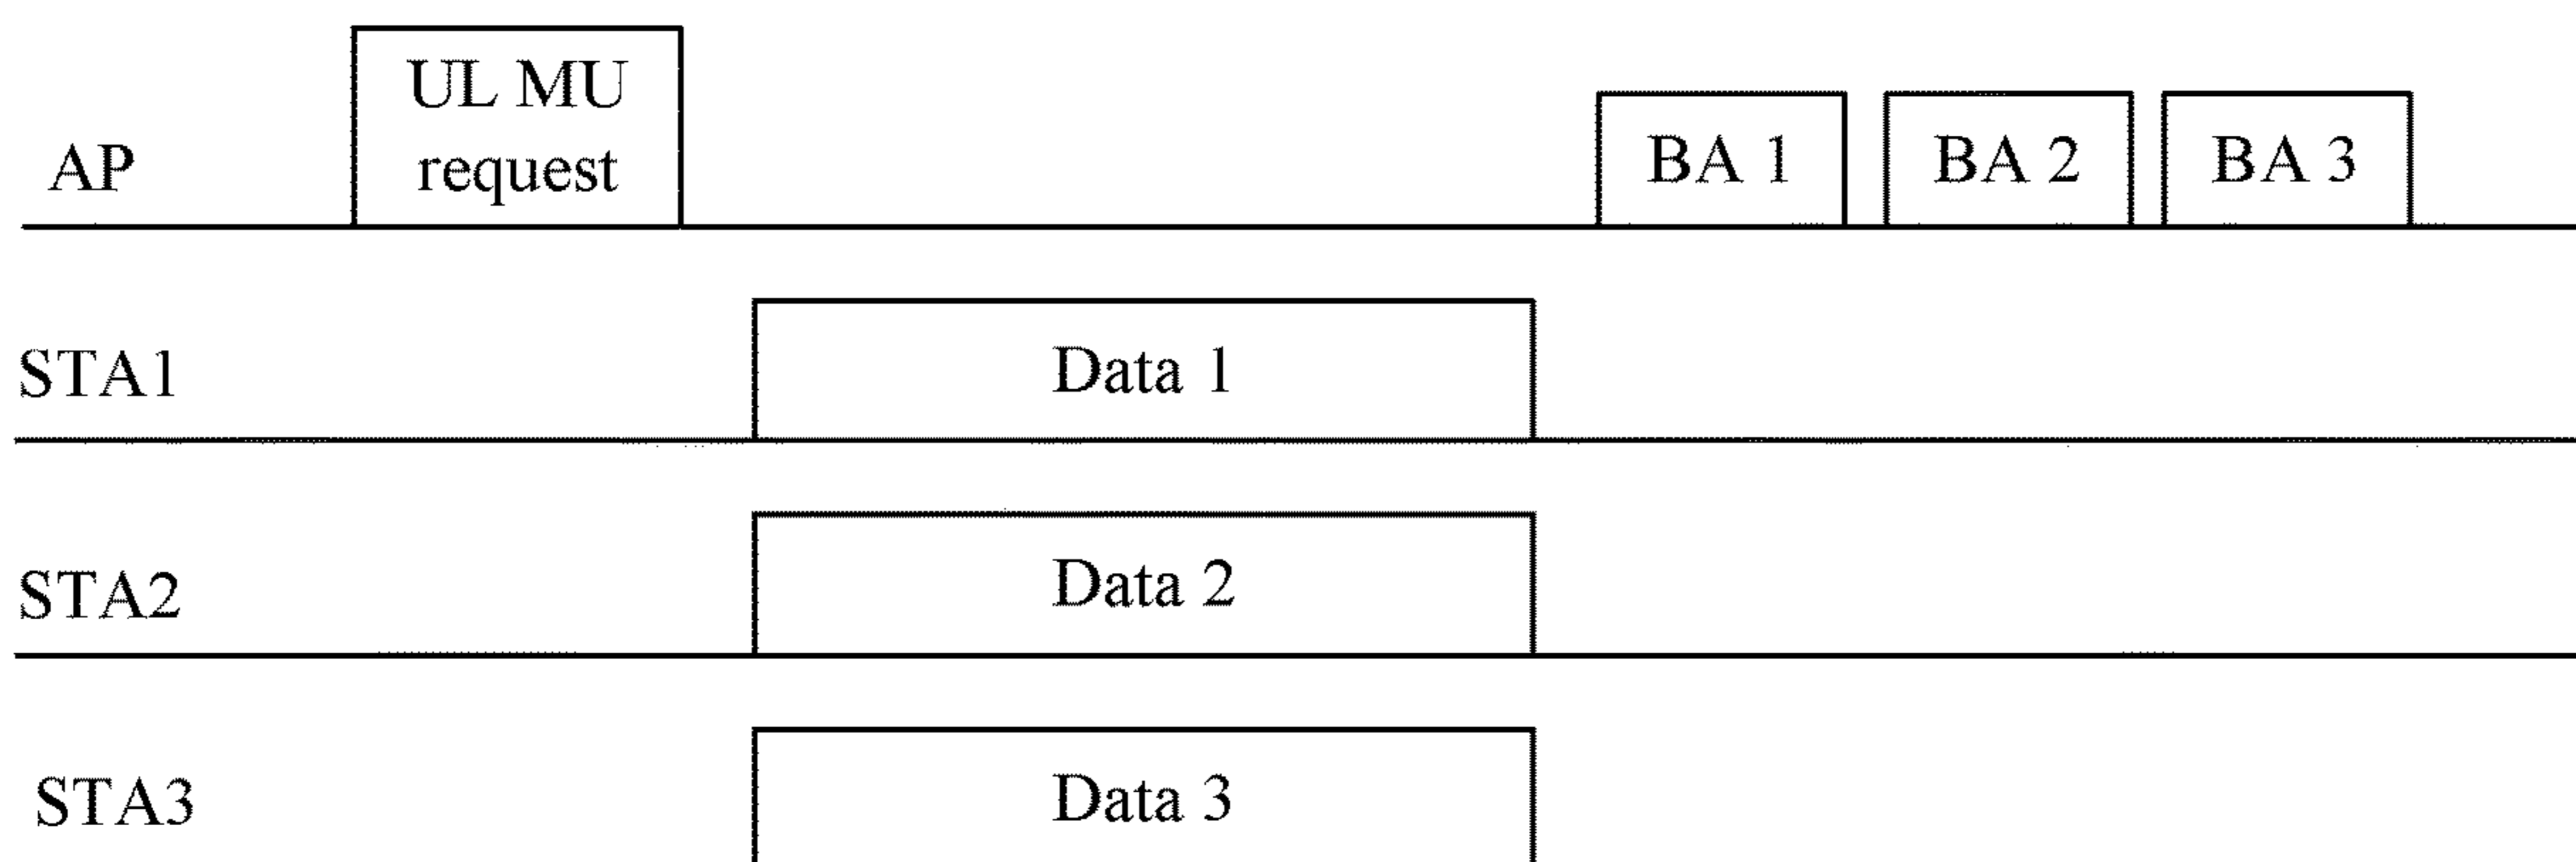 UL MU
request
AP
BA 1
BA 2
BA 3
STA1
Data 1
STA2
Data 2
STA3
Data 3